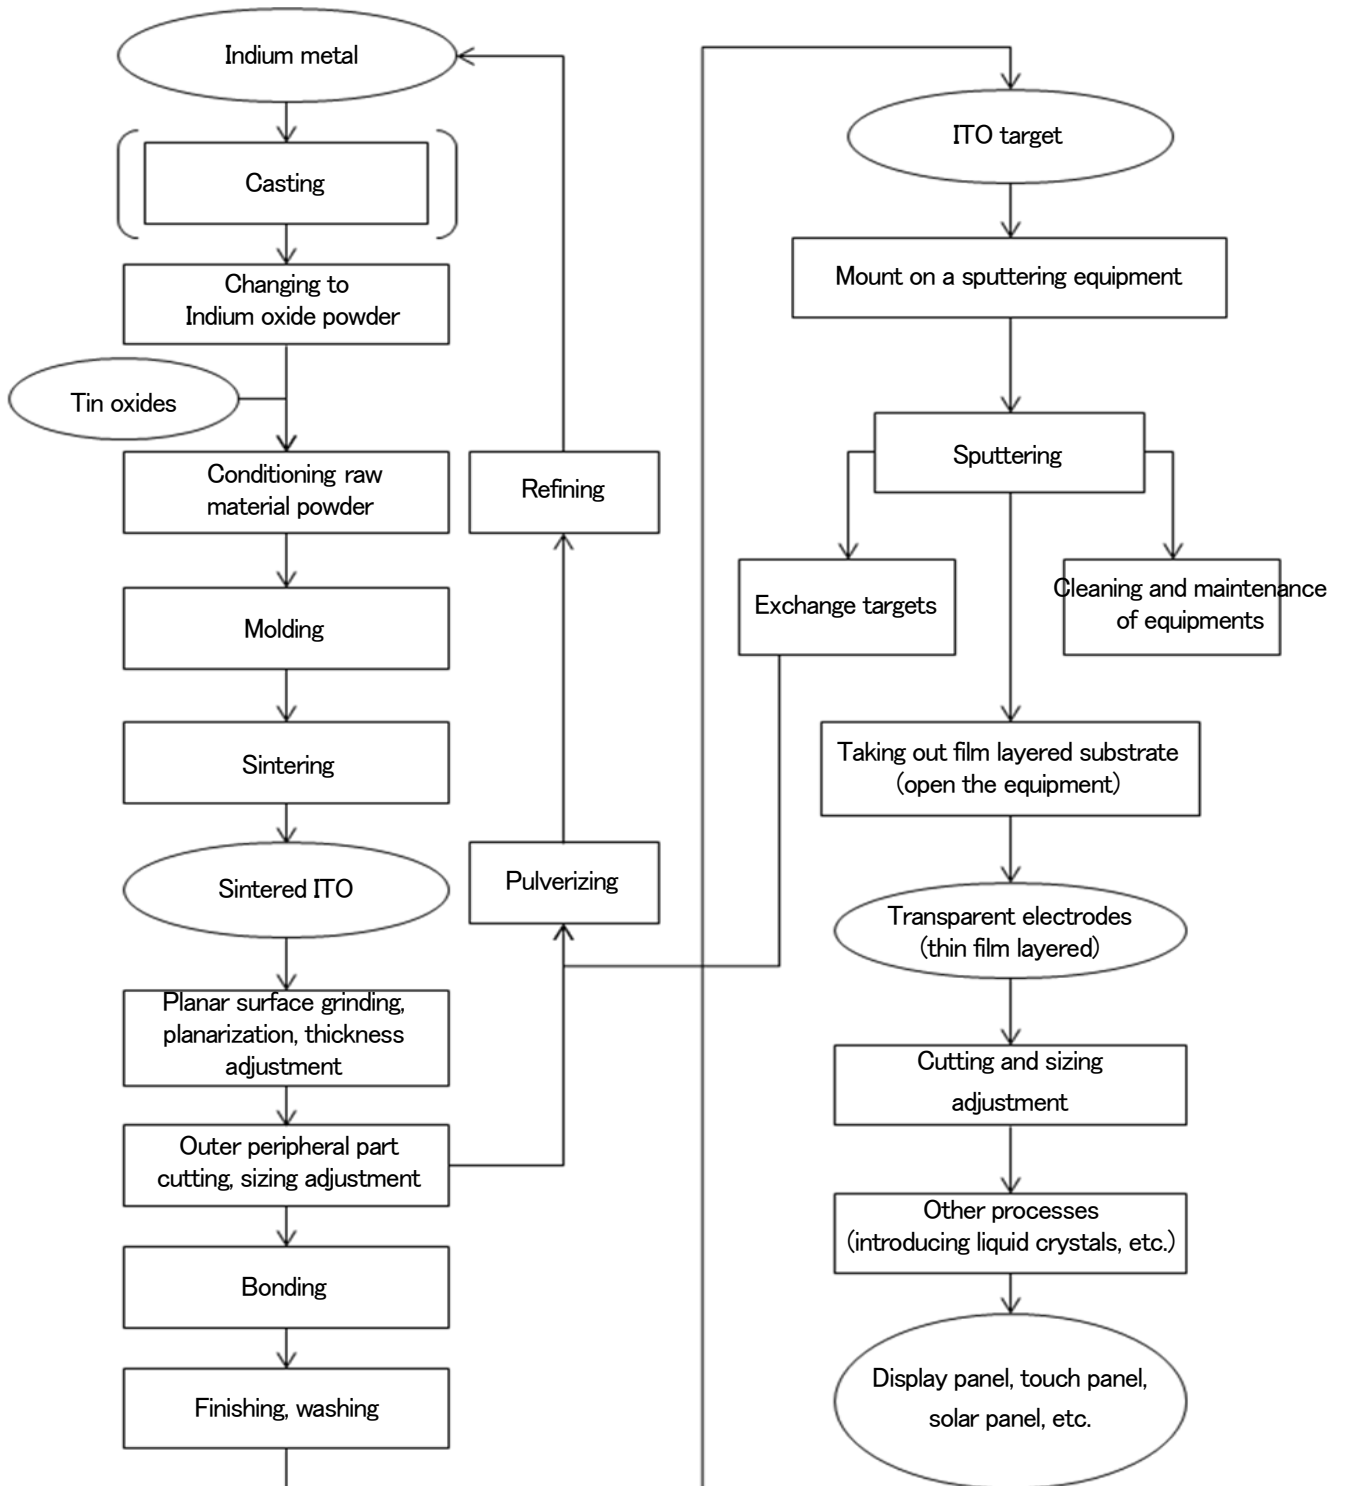 Indium metal
Casting
Changing to
Indium oxide powder
Tin oxides
Conditioning raw
material powder
Molding
Sintering
Sintered ITO
Planar surface grinding,
planarization, thickness
adjustment
Outer peripheral part
cutting, sizing adjustment
Bonding
Finishing, washing
Refining
Pulverizing
ITO target
Mount on a sputtering equipment
Sputtering
Exchange targets
Cleaning and maintenance
of equipments
Taking out film layered substrate
(open the equipment)
Transparent electrodes
(thin film layered)
Cutting and sizing
adjustment
Other processes
(introducing liquid crystals, etc.)
Display panel, touch panel,
solar panel, etc.